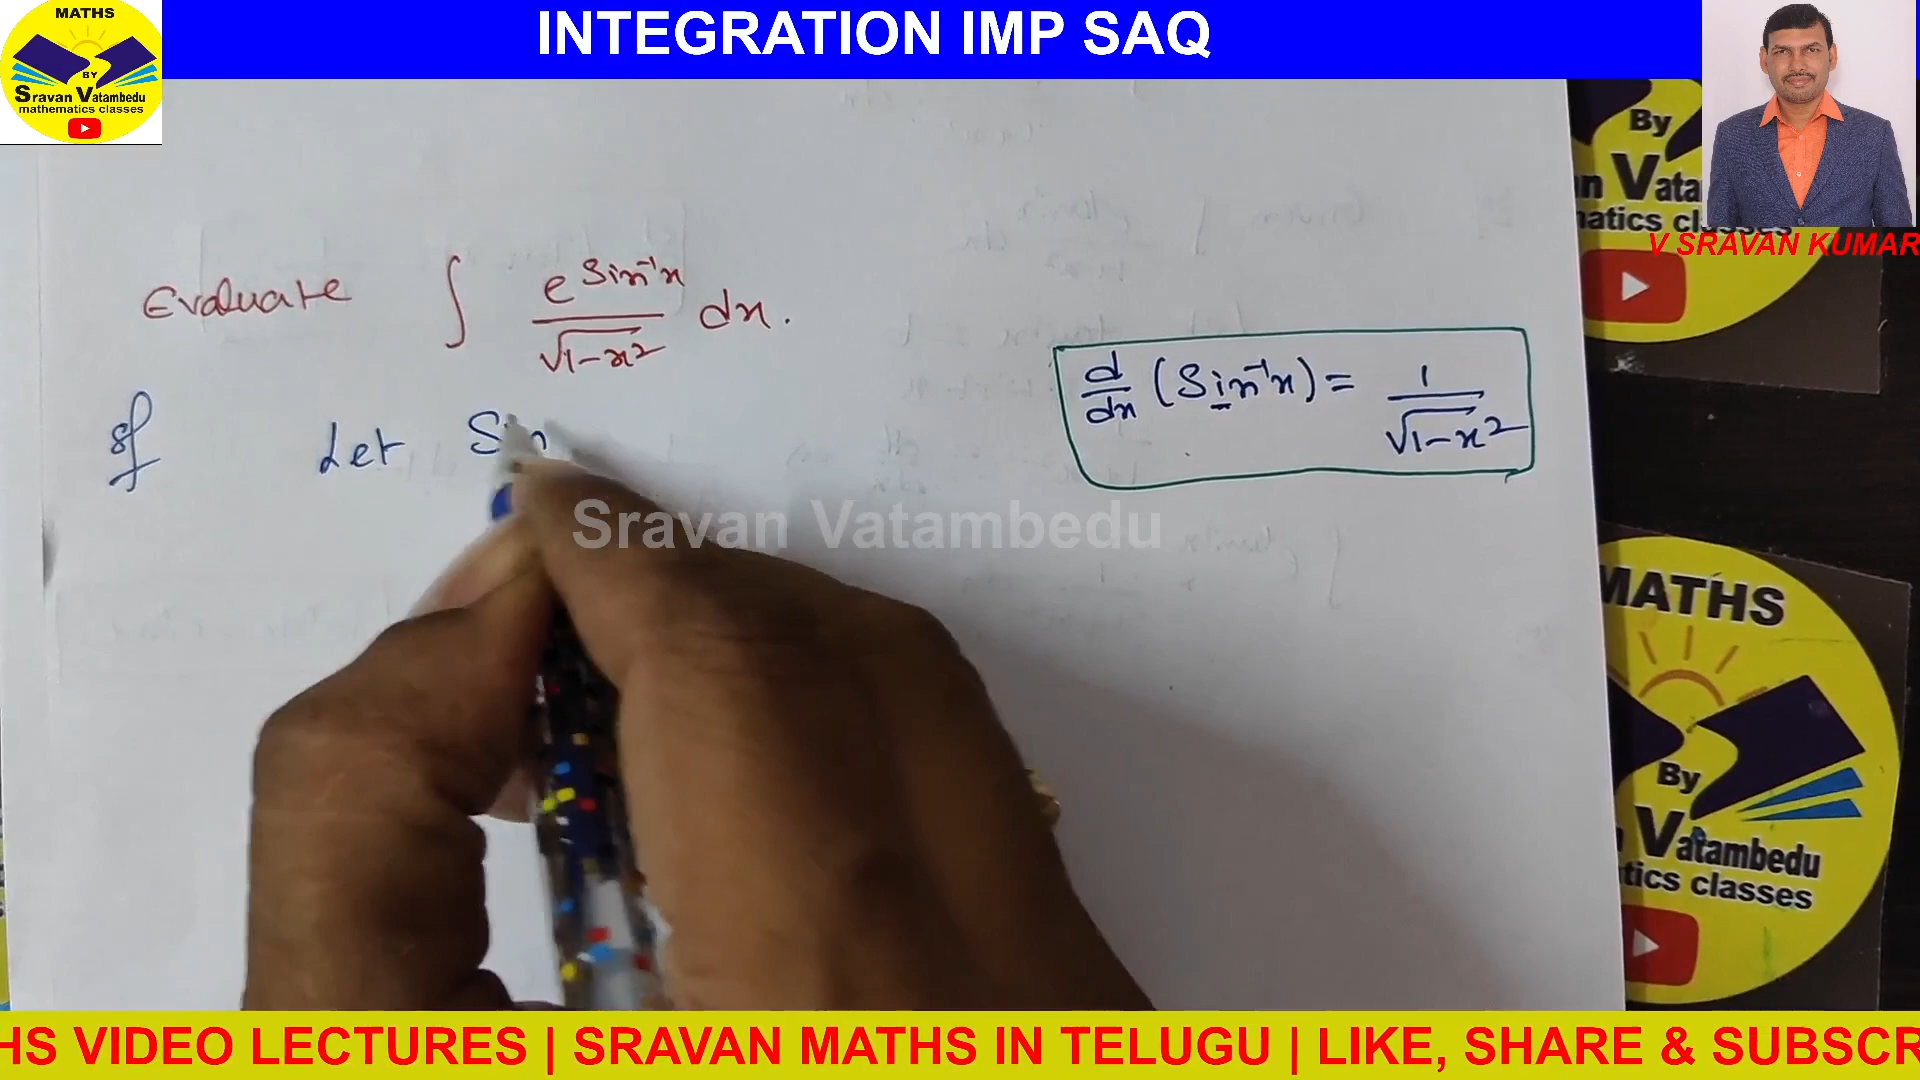 INTEGRATION IMP SAQ
MATHS
BY
Sravan Vatambedu
mathematics classes
V SRAVAN KUMAR
Evaluate ∫ e^(Sin⁻¹x) / √(1-x²) dx.
d/dx (Sin⁻¹x) = 1 / √(1-x²)
Let Sin
Sravan Vatambedu
By
n Vata
natics cl
MATHS
By
Vatambedu
tics classes
HS VIDEO LECTURES | SRAVAN MATHS IN TELUGU | LIKE, SHARE & SUBSCR